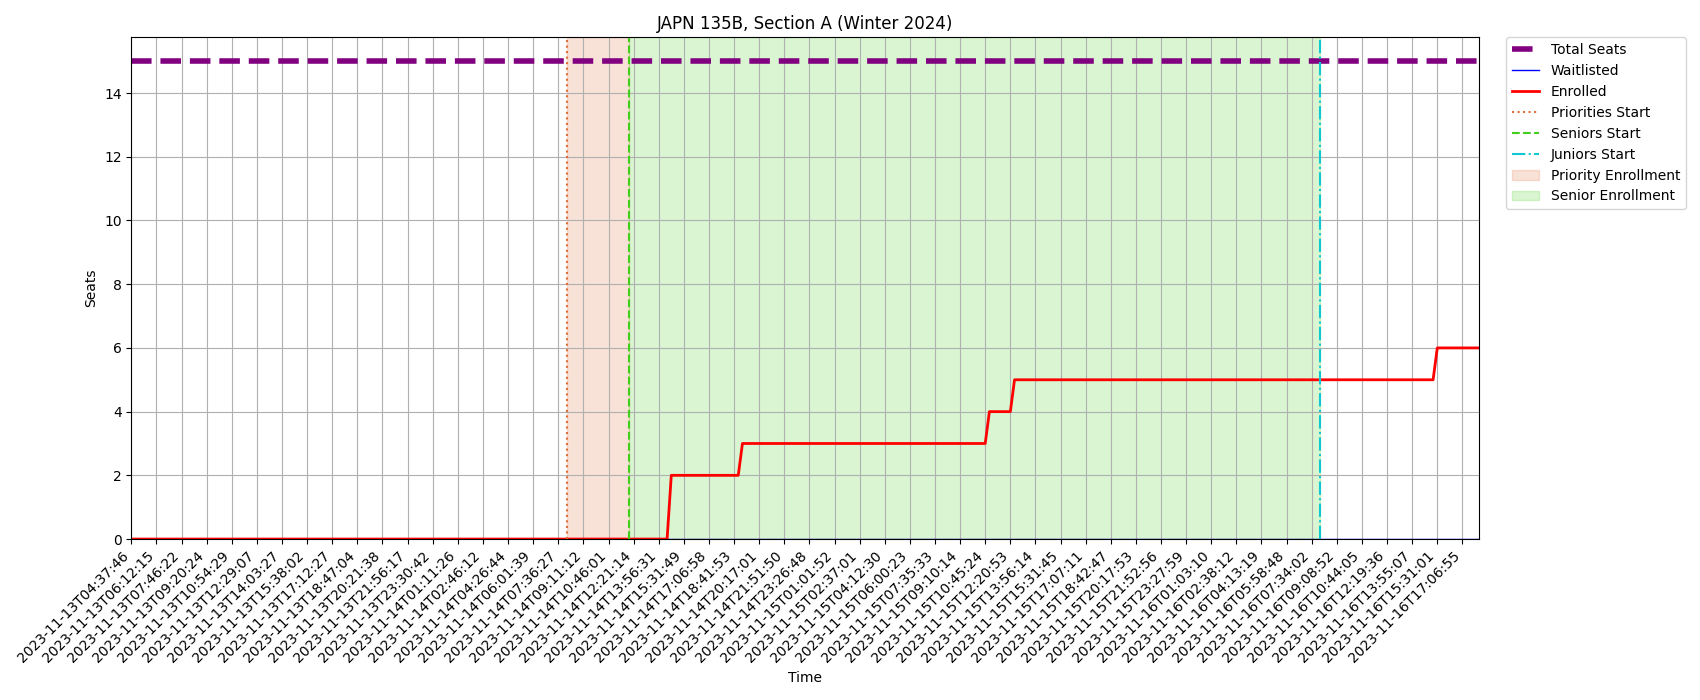 JAPN 135B, Section A (Winter 2024)
Total Seats
Waitlisted
Enrolled
Priorities Start
Seniors Start
Juniors Start
Priority Enrollment
Senior Enrollment
Seats
14
12
10
8
6
4
2
0
2023-11-13T04:37:46
2023-11-13T06:12:15
2023-11-13T07:46:22
2023-11-13T09:20:24
2023-11-13T10:54:29
2023-11-13T12:29:07
2023-11-13T14:03:27
2023-11-13T15:38:02
2023-11-13T17:12:27
2023-11-13T18:47:04
2023-11-13T20:21:38
2023-11-13T21:56:17
2023-11-13T23:30:42
2023-11-14T01:11:26
2023-11-14T02:46:12
2023-11-14T04:26:44
2023-11-14T06:01:39
2023-11-14T07:36:27
2023-11-14T09:11:12
2023-11-14T10:46:01
2023-11-14T12:21:14
2023-11-14T13:56:31
2023-11-14T15:31:49
2023-11-14T17:06:58
2023-11-14T18:41:53
2023-11-14T20:17:01
2023-11-14T21:51:50
2023-11-14T23:26:48
2023-11-15T01:01:52
2023-11-15T02:37:01
2023-11-15T04:12:30
2023-11-15T06:00:23
2023-11-15T07:35:33
2023-11-15T09:10:14
2023-11-15T10:45:24
2023-11-15T12:20:53
2023-11-15T13:56:14
2023-11-15T15:31:45
2023-11-15T17:07:11
2023-11-15T18:42:47
2023-11-15T20:17:53
2023-11-15T21:52:56
2023-11-15T23:27:59
2023-11-16T01:03:10
2023-11-16T02:38:12
2023-11-16T04:13:19
2023-11-16T05:58:48
2023-11-16T07:34:02
2023-11-16T09:08:52
2023-11-16T10:44:05
2023-11-16T12:19:36
2023-11-16T13:55:07
2023-11-16T15:31:01
2023-11-16T17:06:55
Time